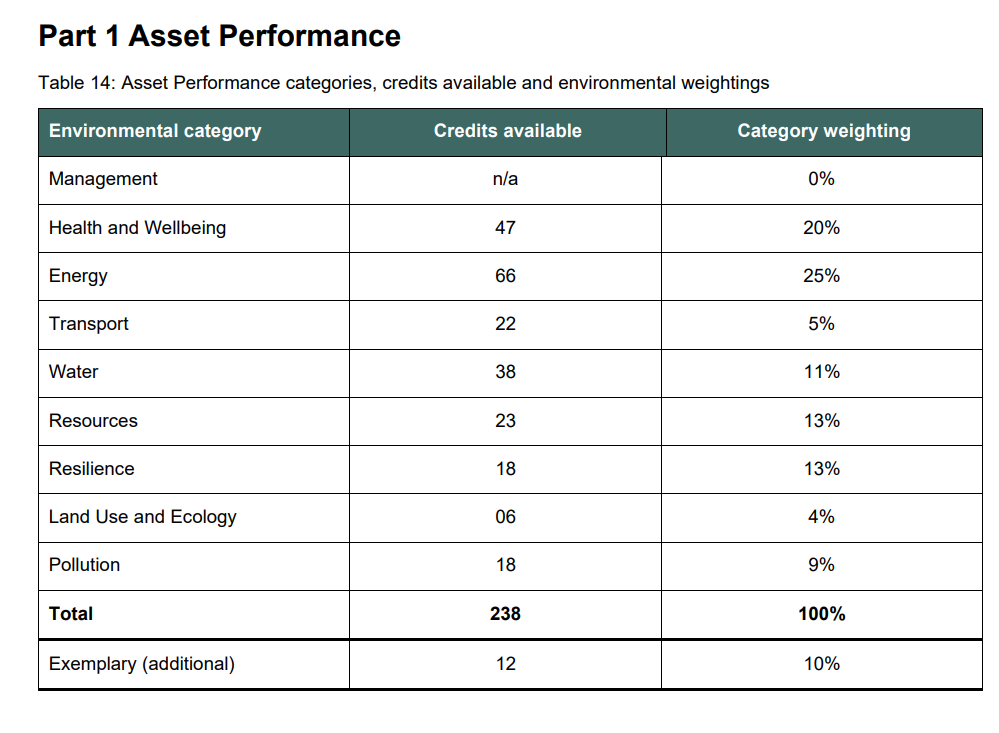 Part 1 Asset Performance
Table 14: Asset Performance categories, credits available and environmental weightings
Environmental category Credits available Category weighting
Management n/a 0%
Health and Wellbeing 47 20%
Energy 66 25%
Transport 22 5%
Water 38 11%
Resources 23 13%
Resilience 18 13%
Land Use and Ecology 06 4%
Pollution 18 9%
Total 238 100%
Exemplary (additional) 12 10%